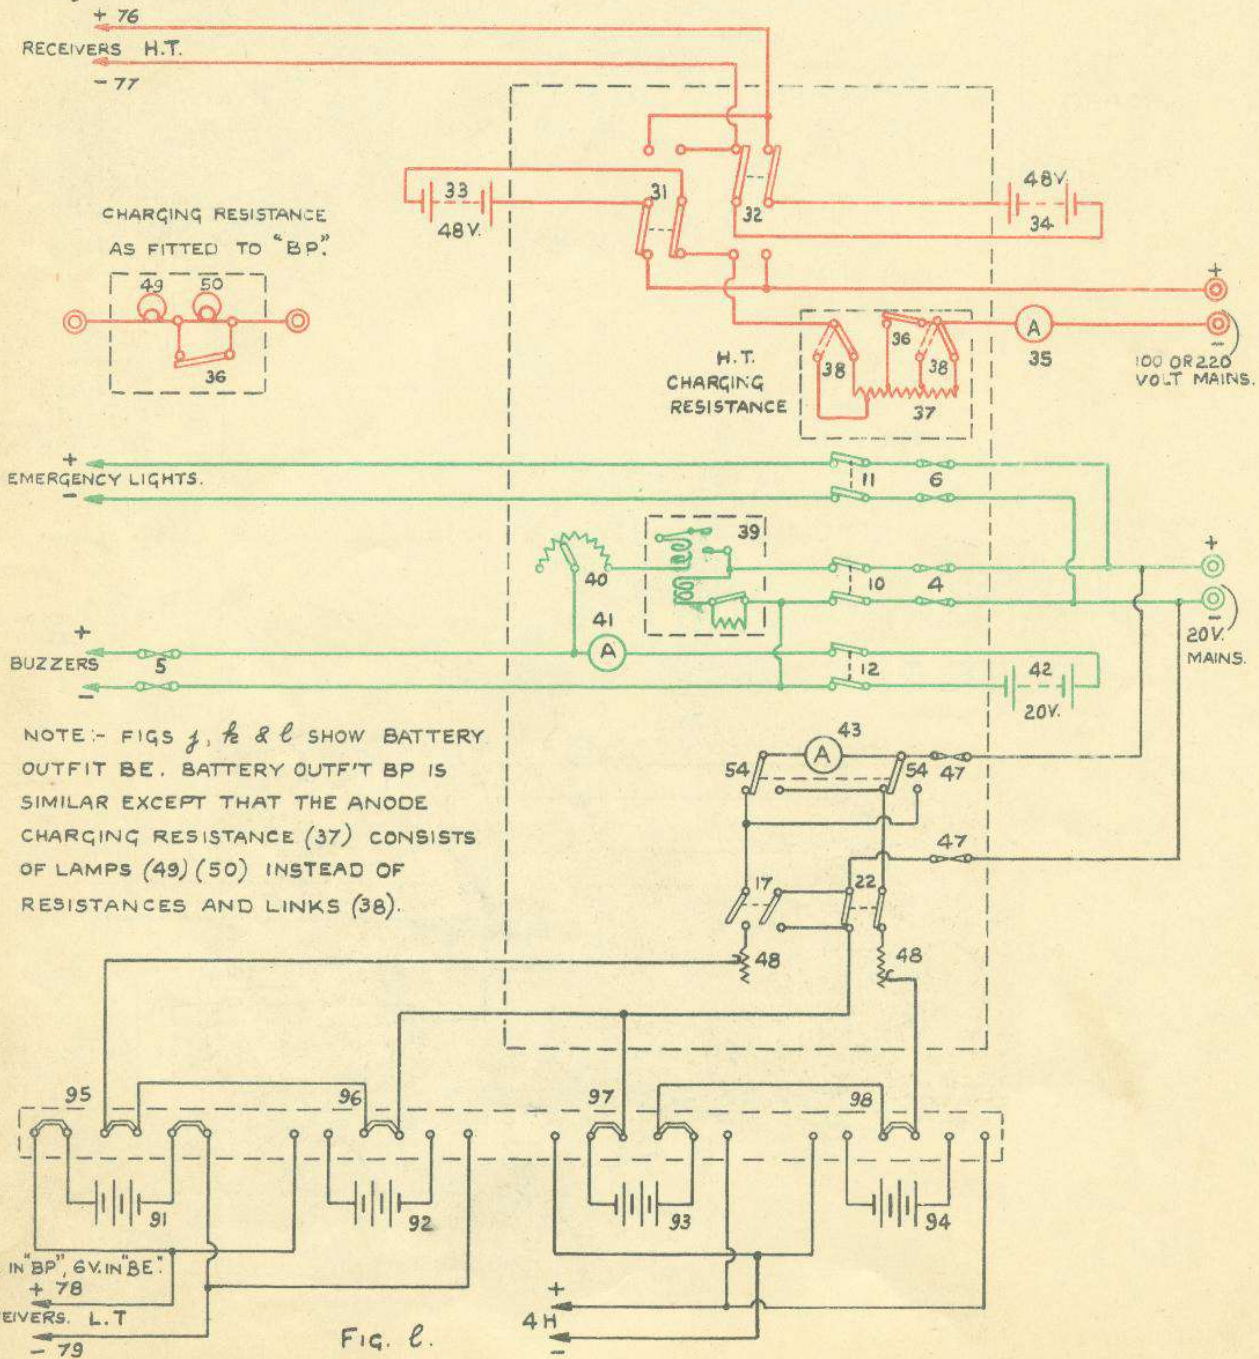 + 76
RECEIVERS H.T.
- 77
33
48V.
31
32
48V.
34
CHARGING RESISTANCE
AS FITTED TO "BP".
49 50
36
+
-
100 OR 220
VOLT MAINS.
A
35
H.T.
CHARGING
RESISTANCE
38 36 38
37
+
EMERGENCY LIGHTS.
-
11 6
39
40
10 4
+
-
20V.
MAINS.
41
A
+
BUZZERS
-
5
12
42
20V.
NOTE:- FIGS j, k & l SHOW BATTERY
OUTFIT BE. BATTERY OUTF'T BP IS
SIMILAR EXCEPT THAT THE ANODE
CHARGING RESISTANCE (37) CONSISTS
OF LAMPS (49) (50) INSTEAD OF
RESISTANCES AND LINKS (38).
43
54 A 54 47
47
17 22
48 48
95 96 97 98
91 92 93 94
IN "BP", 6V. IN "BE".
+ 78
EIVERS. L.T
- 79
+
4H
-
FIG. l.